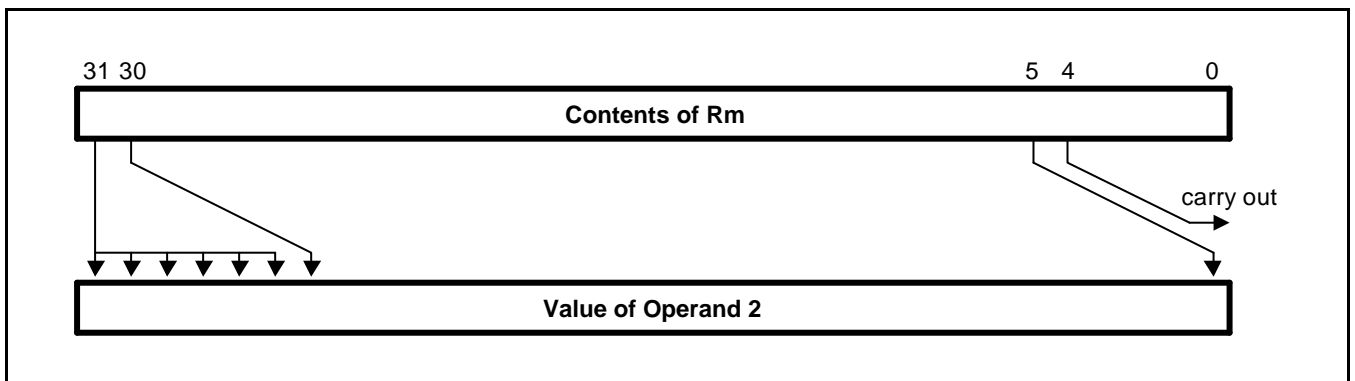 31 30 5 4 0
Contents of Rm
carry out
Value of Operand 2